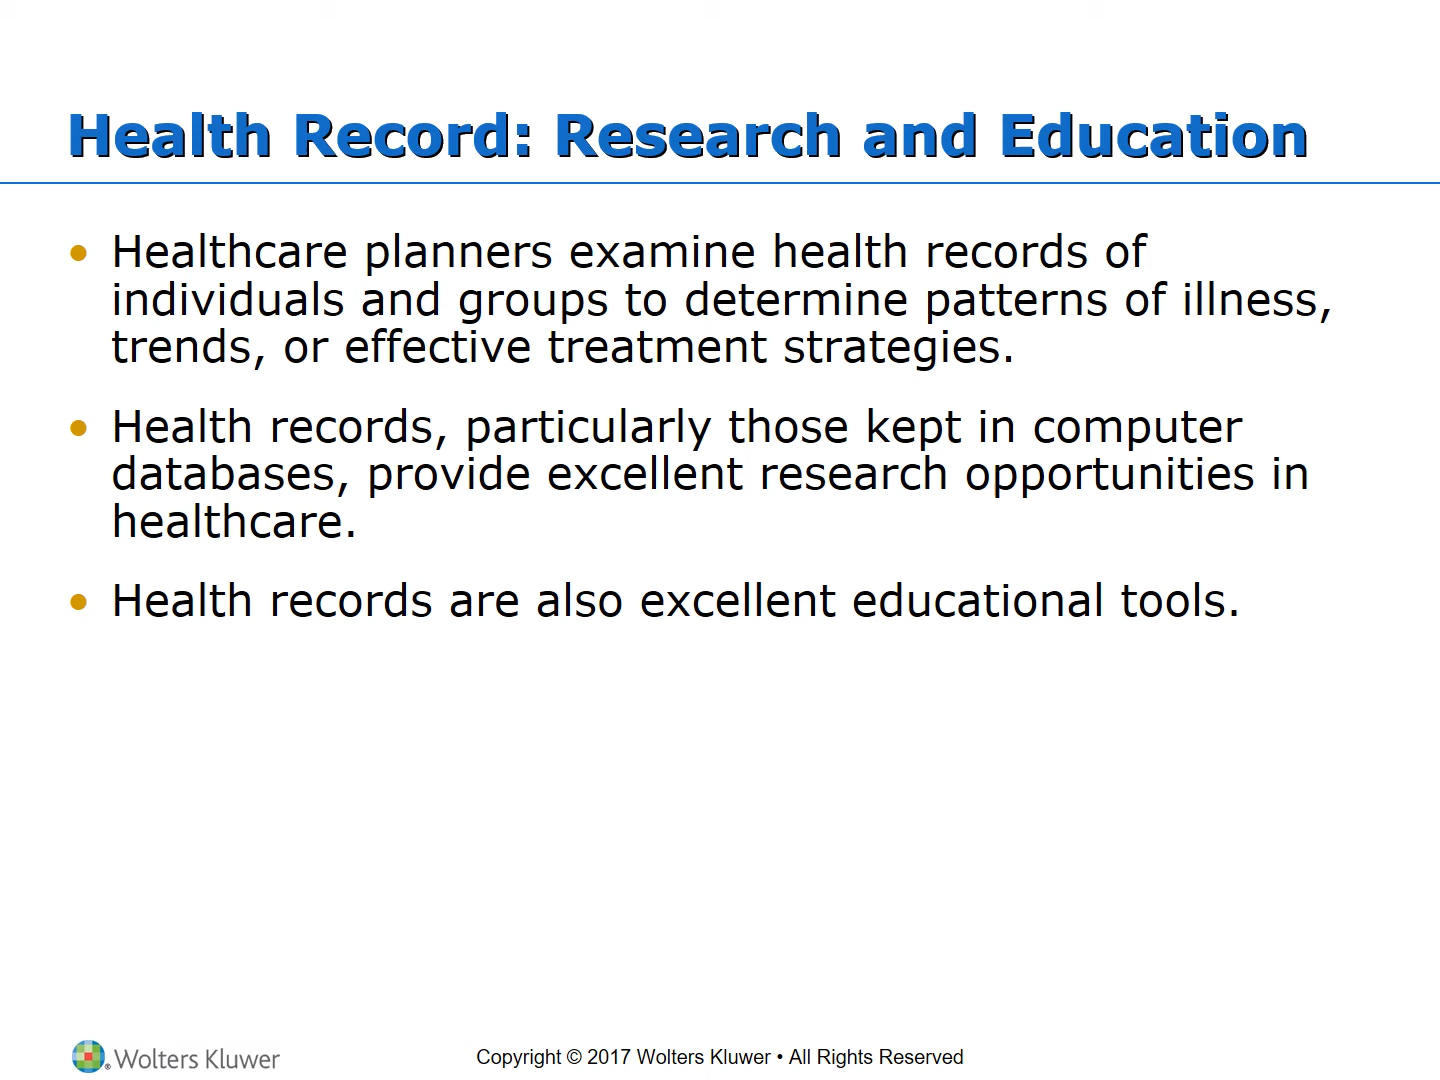 Health Record: Research and Education
• Healthcare planners examine health records of
individuals and groups to determine patterns of illness,
trends, or effective treatment strategies.
• Health records, particularly those kept in computer
databases, provide excellent research opportunities in
healthcare.
• Health records are also excellent educational tools.
® Wolters Kluwer
Copyright © 2017 Wolters Kluwer • All Rights Reserved